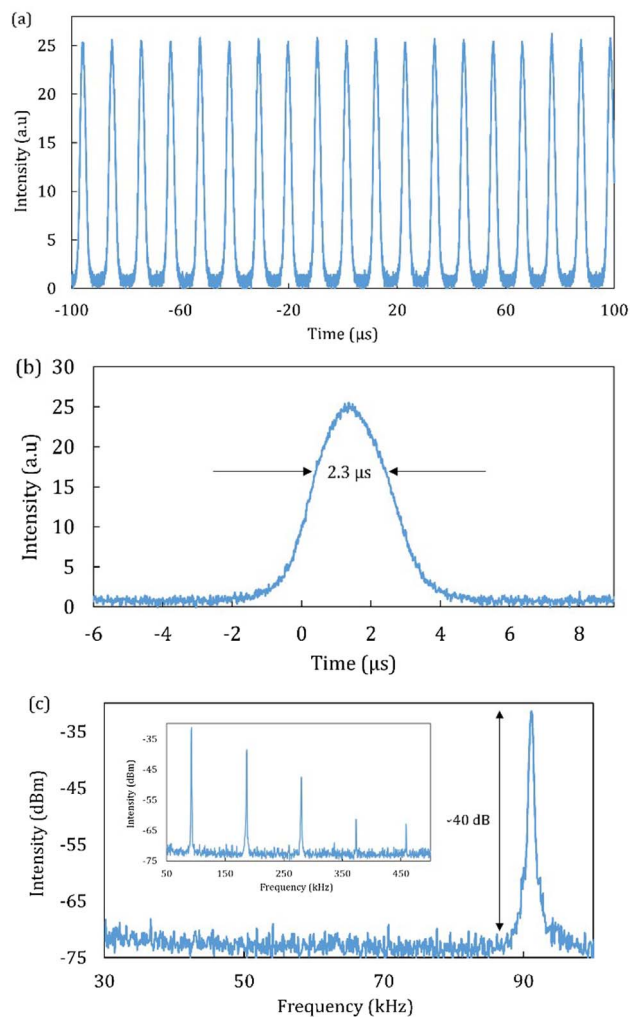 (a)
Intensity (a.u)
25
20
15
10
5
0
-100 -60 -20 20 60 100
Time (µs)
(b)
Intensity (a.u)
30
25
20
15
10
5
0
2.3 µs
-6 -4 -2 0 2 4 6 8
Time (µs)
(c)
Intensity (dBm)
-35
-45
-55
-65
-75
Intensity (dBm)
-35
-45
-55
-65
-75
50 150 250 350 450
Frequency (kHz)
~40 dB
30 50 70 90
Frequency (kHz)